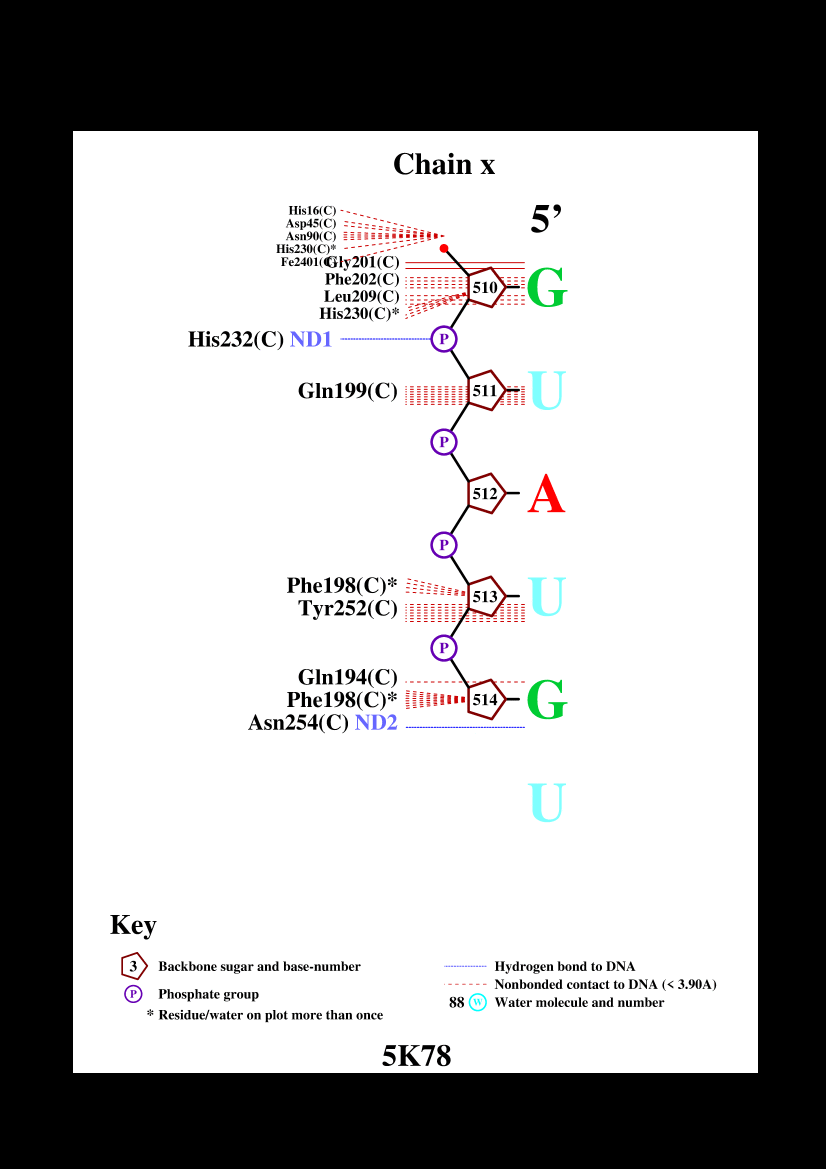 Chain x
5’
His16(C)
Asp45(C)
Asn90(C)
His230(C)*
Fe2401(C)
Gly201(C)
Phe202(C)
Leu209(C)
His230(C)*
510 G
His232(C) ND1 P
Gln199(C) 511 U
P
512 A
P
Phe198(C)*
Tyr252(C)
513 U
P
Gln194(C)
Phe198(C)*
Asn254(C) ND2
514 G
U
Key
3 Backbone sugar and base-number
P Phosphate group
* Residue/water on plot more than once
Hydrogen bond to DNA
Nonbonded contact to DNA (< 3.90A)
88 W Water molecule and number
5K78